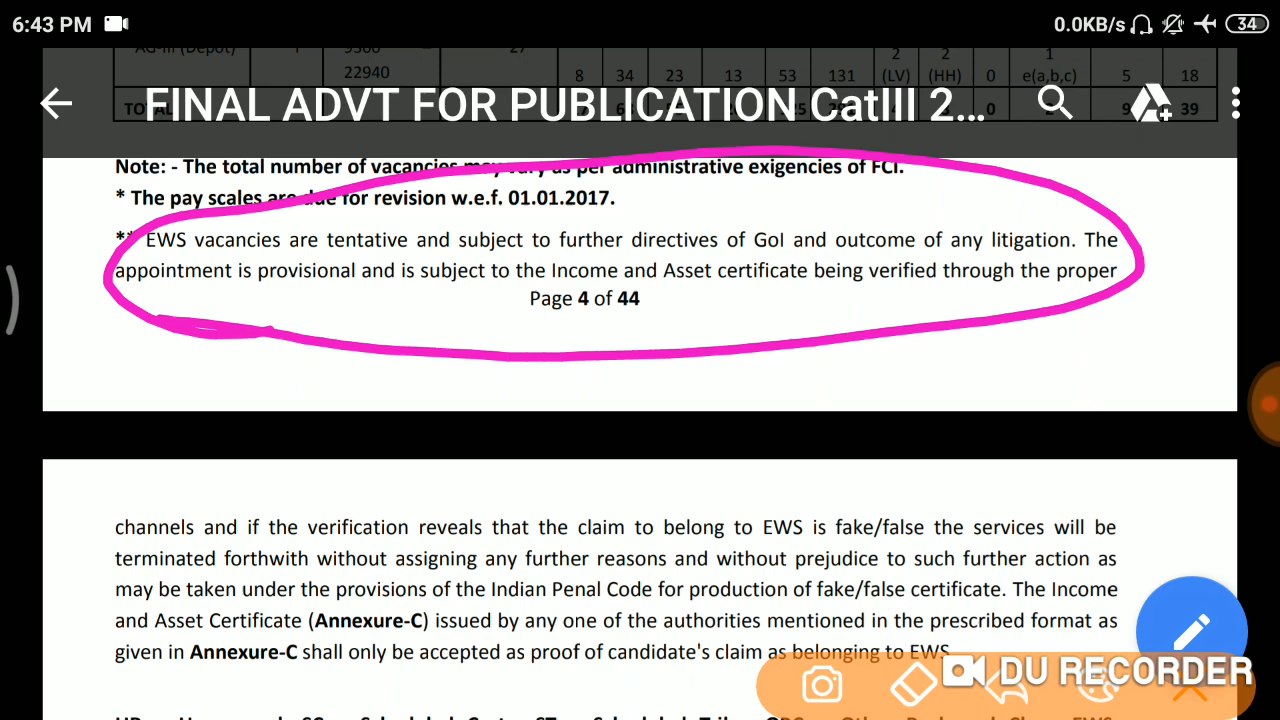 6:43 PM 0.0KB/s 34
22940 8 34 23 13 53 131 2 (LV) 2 (HH) 0 1 e(a,b,c) 5 18
FINAL ADVT FOR PUBLICATION CatIII 2...
TOTAL 0 39
Note: - The total number of vacancies may vary as per administrative exigencies of FCI.
* The pay scales are due for revision w.e.f. 01.01.2017.
** EWS vacancies are tentative and subject to further directives of GoI and outcome of any litigation. The
appointment is provisional and is subject to the Income and Asset certificate being verified through the proper
Page 4 of 44
channels and if the verification reveals that the claim to belong to EWS is fake/false the services will be
terminated forthwith without assigning any further reasons and without prejudice to such further action as
may be taken under the provisions of the Indian Penal Code for production of fake/false certificate. The Income
and Asset Certificate (Annexure-C) issued by any one of the authorities mentioned in the prescribed format as
given in Annexure-C shall only be accepted as proof of candidate's claim as belonging to EWS
DU RECORDER